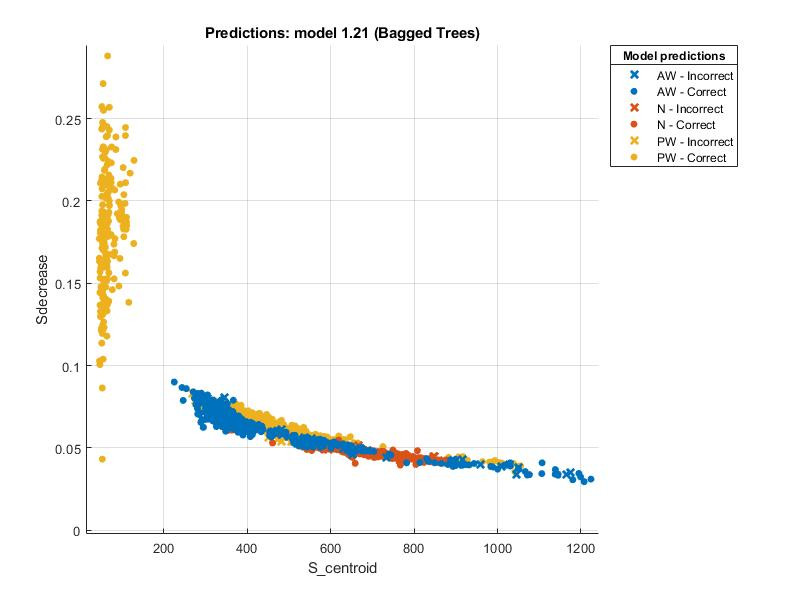 Predictions: model 1.21 (Bagged Trees)
Model predictions
AW - Incorrect
AW - Correct
N - Incorrect
N - Correct
PW - Incorrect
PW - Correct
0.25
0.2
0.15
0.1
0.05
0
Sdecrease
200 400 600 800 1000 1200
S_centroid